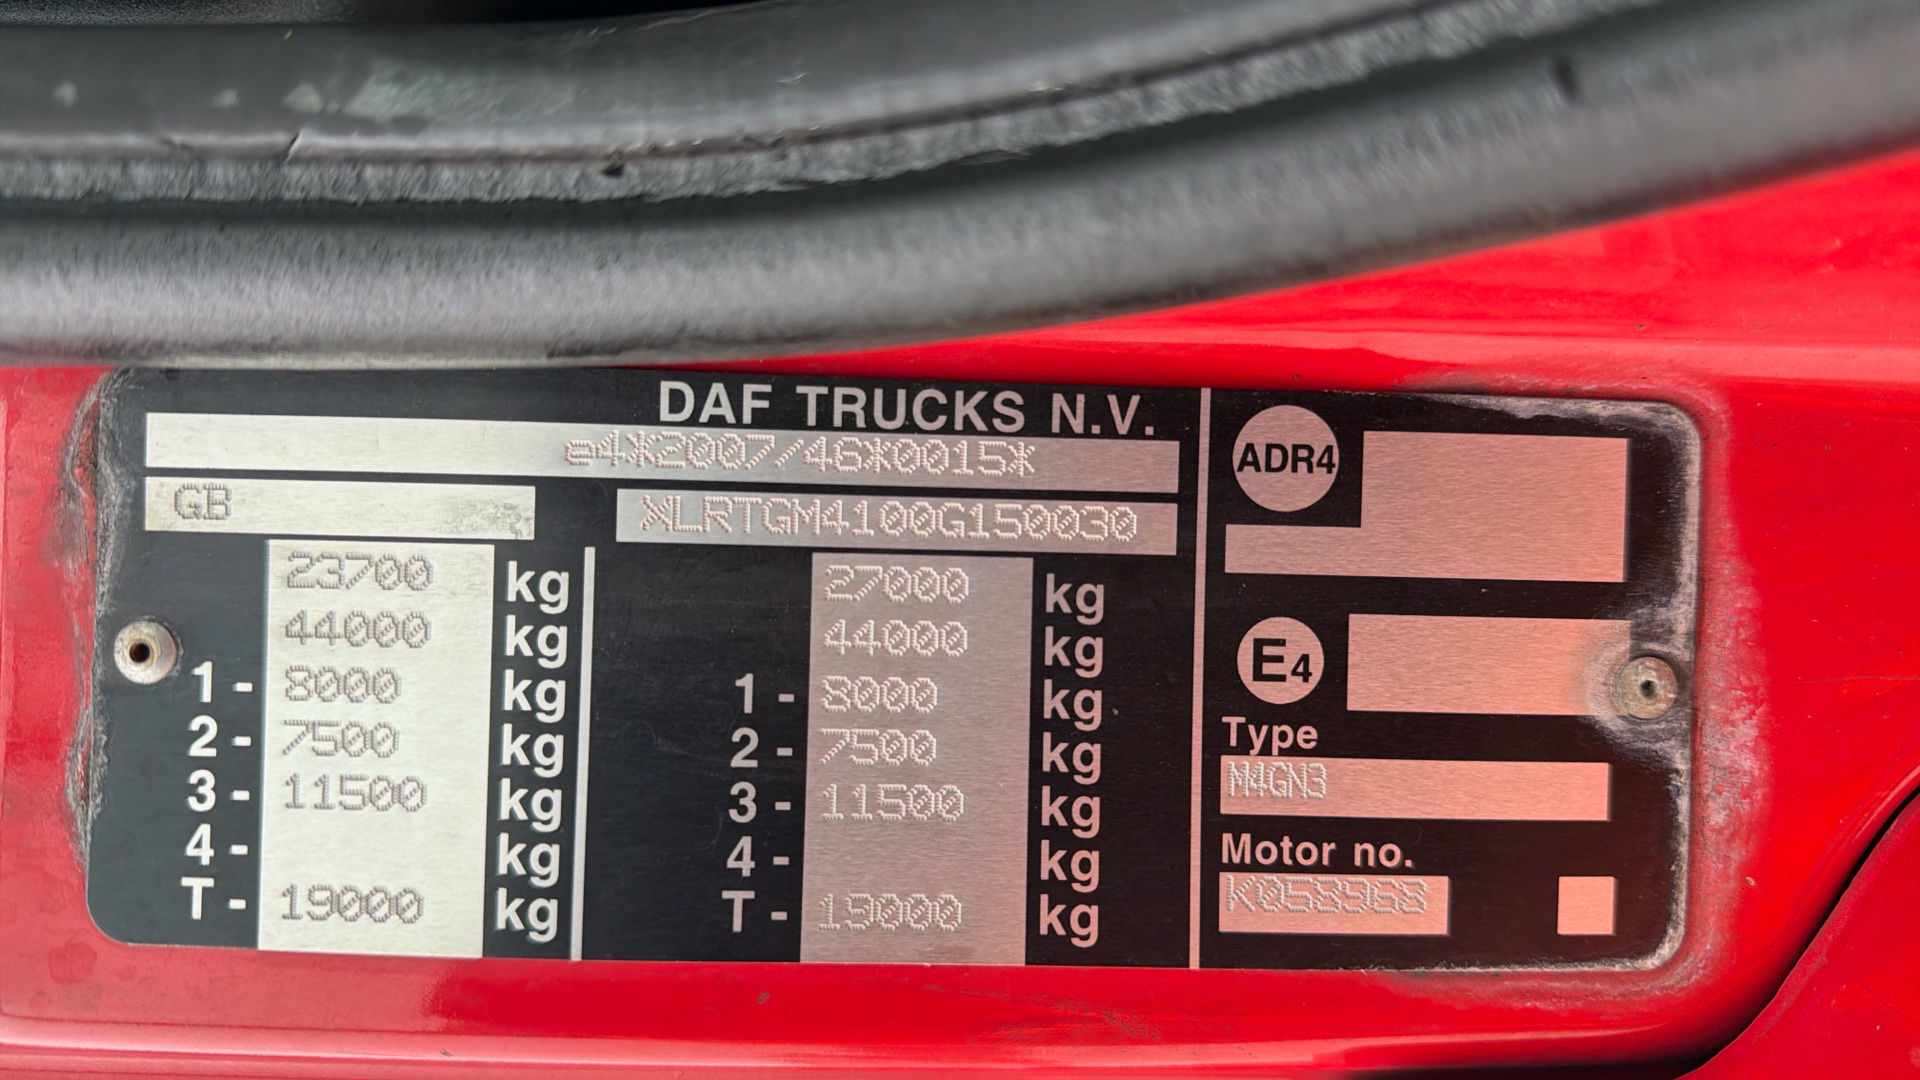 DAF TRUCKS N.V.
e4*2007/46*0015*
GB XLRTGM4100G150030
23700 kg 27000 kg
44000 kg 44000 kg
1 - 8000 kg 1 - 8000 kg
2 - 7500 kg 2 - 7500 kg
3 - 11500 kg 3 - 11500 kg
4 - kg 4 - kg
T - 19000 kg T - 19000 kg
ADR4
E4
Type
M4GN3
Motor no.
K058968